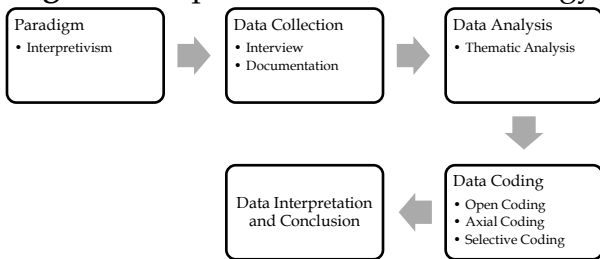 Paradigm
• Interpretivism
Data Collection
• Interview
• Documentation
Data Analysis
• Thematic Analysis
Data Coding
• Open Coding
• Axial Coding
• Selective Coding
Data Interpretation
and Conclusion